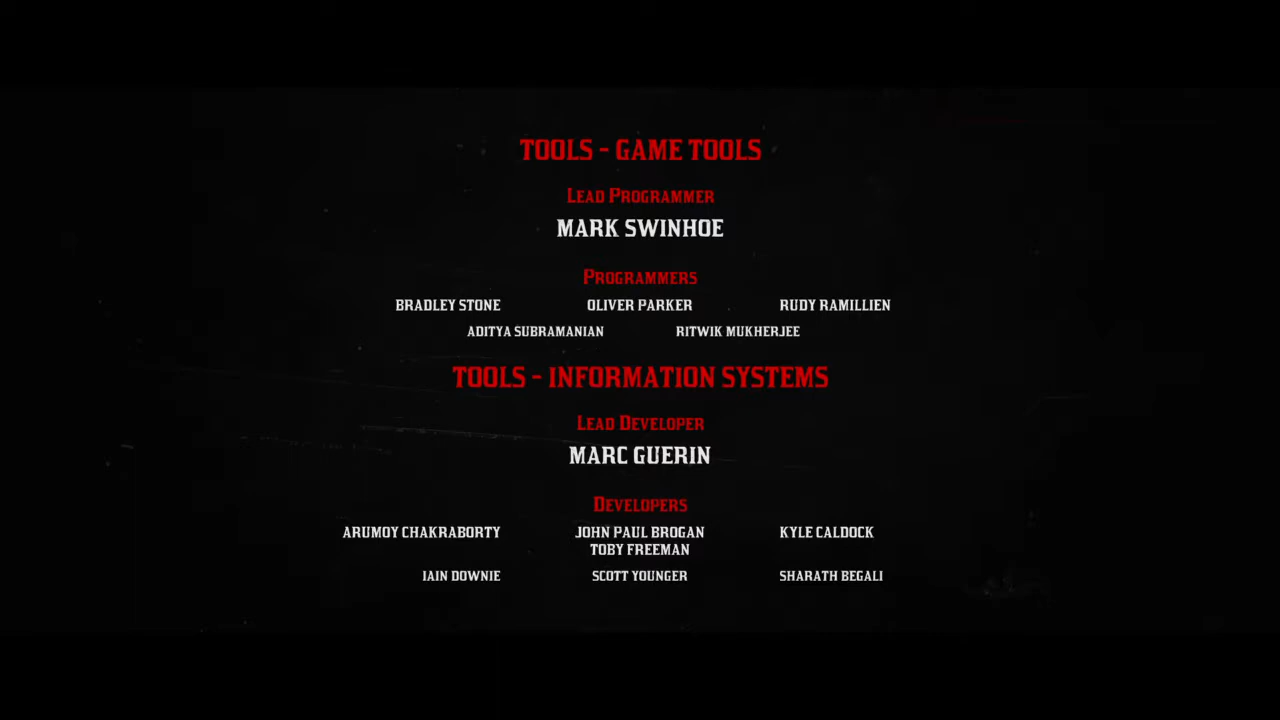 TOOLS - GAME TOOLS
LEAD PROGRAMMER
MARK SWINHOE
PROGRAMMERS
BRADLEY STONE OLIVER PARKER RUDY RAMILLIEN
ADITYA SUBRAMANIAN RITWIK MUKHERJEE
TOOLS - INFORMATION SYSTEMS
LEAD DEVELOPER
MARC GUERIN
DEVELOPERS
ARUMOY CHAKRABORTY JOHN PAUL BROGAN KYLE CALDOCK
TOBY FREEMAN
IAIN DOWNIE SCOTT YOUNGER SHARATH BEGALI